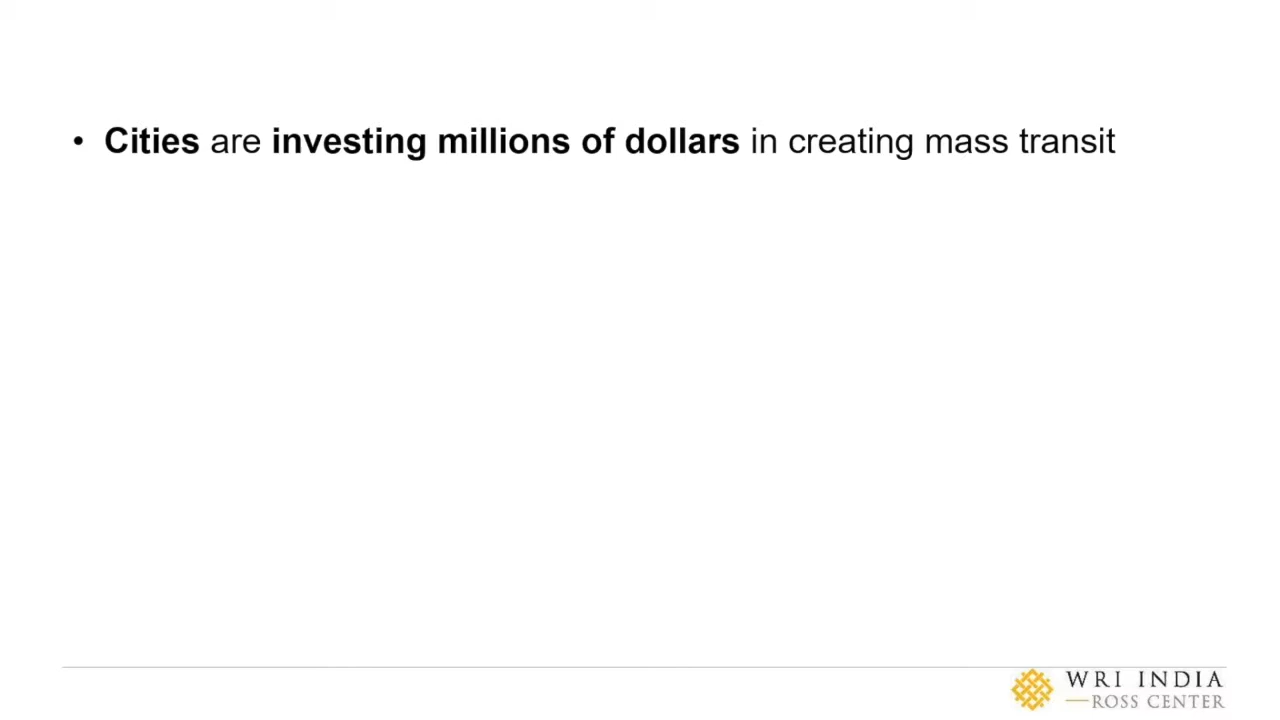 • Cities are investing millions of dollars in creating mass transit
WRI INDIA
ROSS CENTER